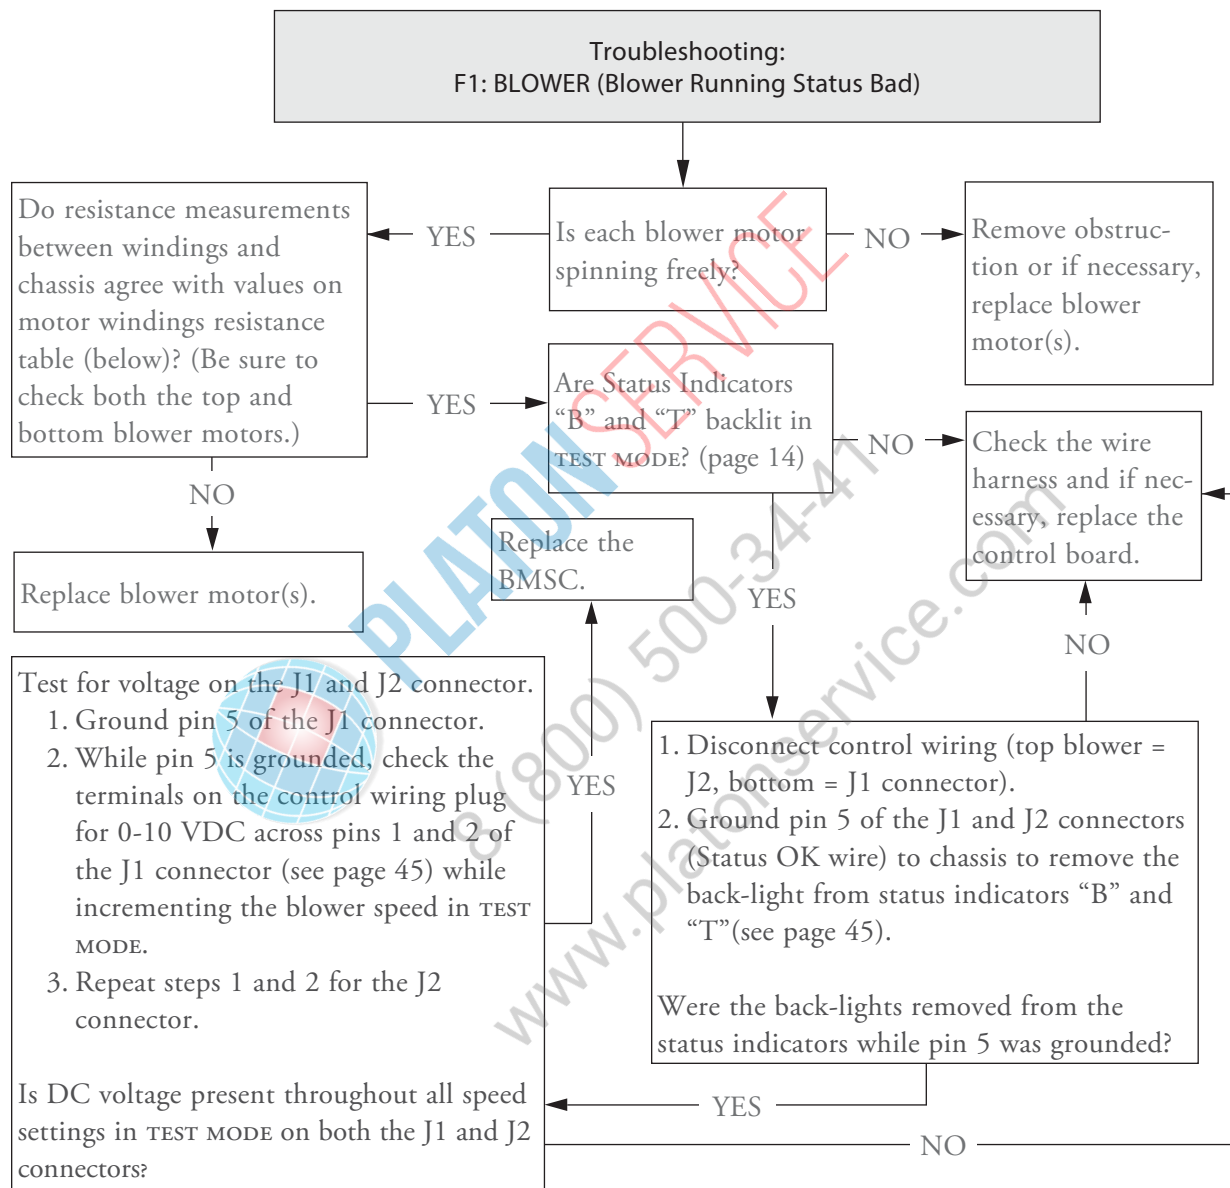 Troubleshooting:
F1: BLOWER (Blower Running Status Bad)
Do resistance measurements
between windings and
chassis agree with values on
motor windings resistance
table (below)? (Be sure to
check both the top and
bottom blower motors.)
YES
Is each blower motor
spinning freely?
NO
Remove obstruc-
tion or if necessary,
replace blower
motor(s).
YES
Are Status Indicators
“B” and “T” backlit in
TEST MODE? (page 14)
NO
Check the wire
harness and if nec-
essary, replace the
control board.
NO
Replace blower motor(s).
Replace the
BMSC.
YES
NO
Test for voltage on the J1 and J2 connector.
1. Ground pin 5 of the J1 connector.
2. While pin 5 is grounded, check the
terminals on the control wiring plug
for 0-10 VDC across pins 1 and 2 of
the J1 connector (see page 45) while
incrementing the blower speed in TEST
MODE.
3. Repeat steps 1 and 2 for the J2
connector.
Is DC voltage present throughout all speed
settings in TEST MODE on both the J1 and J2
connectors?
YES
1. Disconnect control wiring (top blower =
J2, bottom = J1 connector).
2. Ground pin 5 of the J1 and J2 connectors
(Status OK wire) to chassis to remove the
back-light from status indicators “B” and
“T”(see page 45).
Were the back-lights removed from the
status indicators while pin 5 was grounded?
YES
NO
PLATONSERVICE
8 (800) 500-34-41
www.platonservice.com